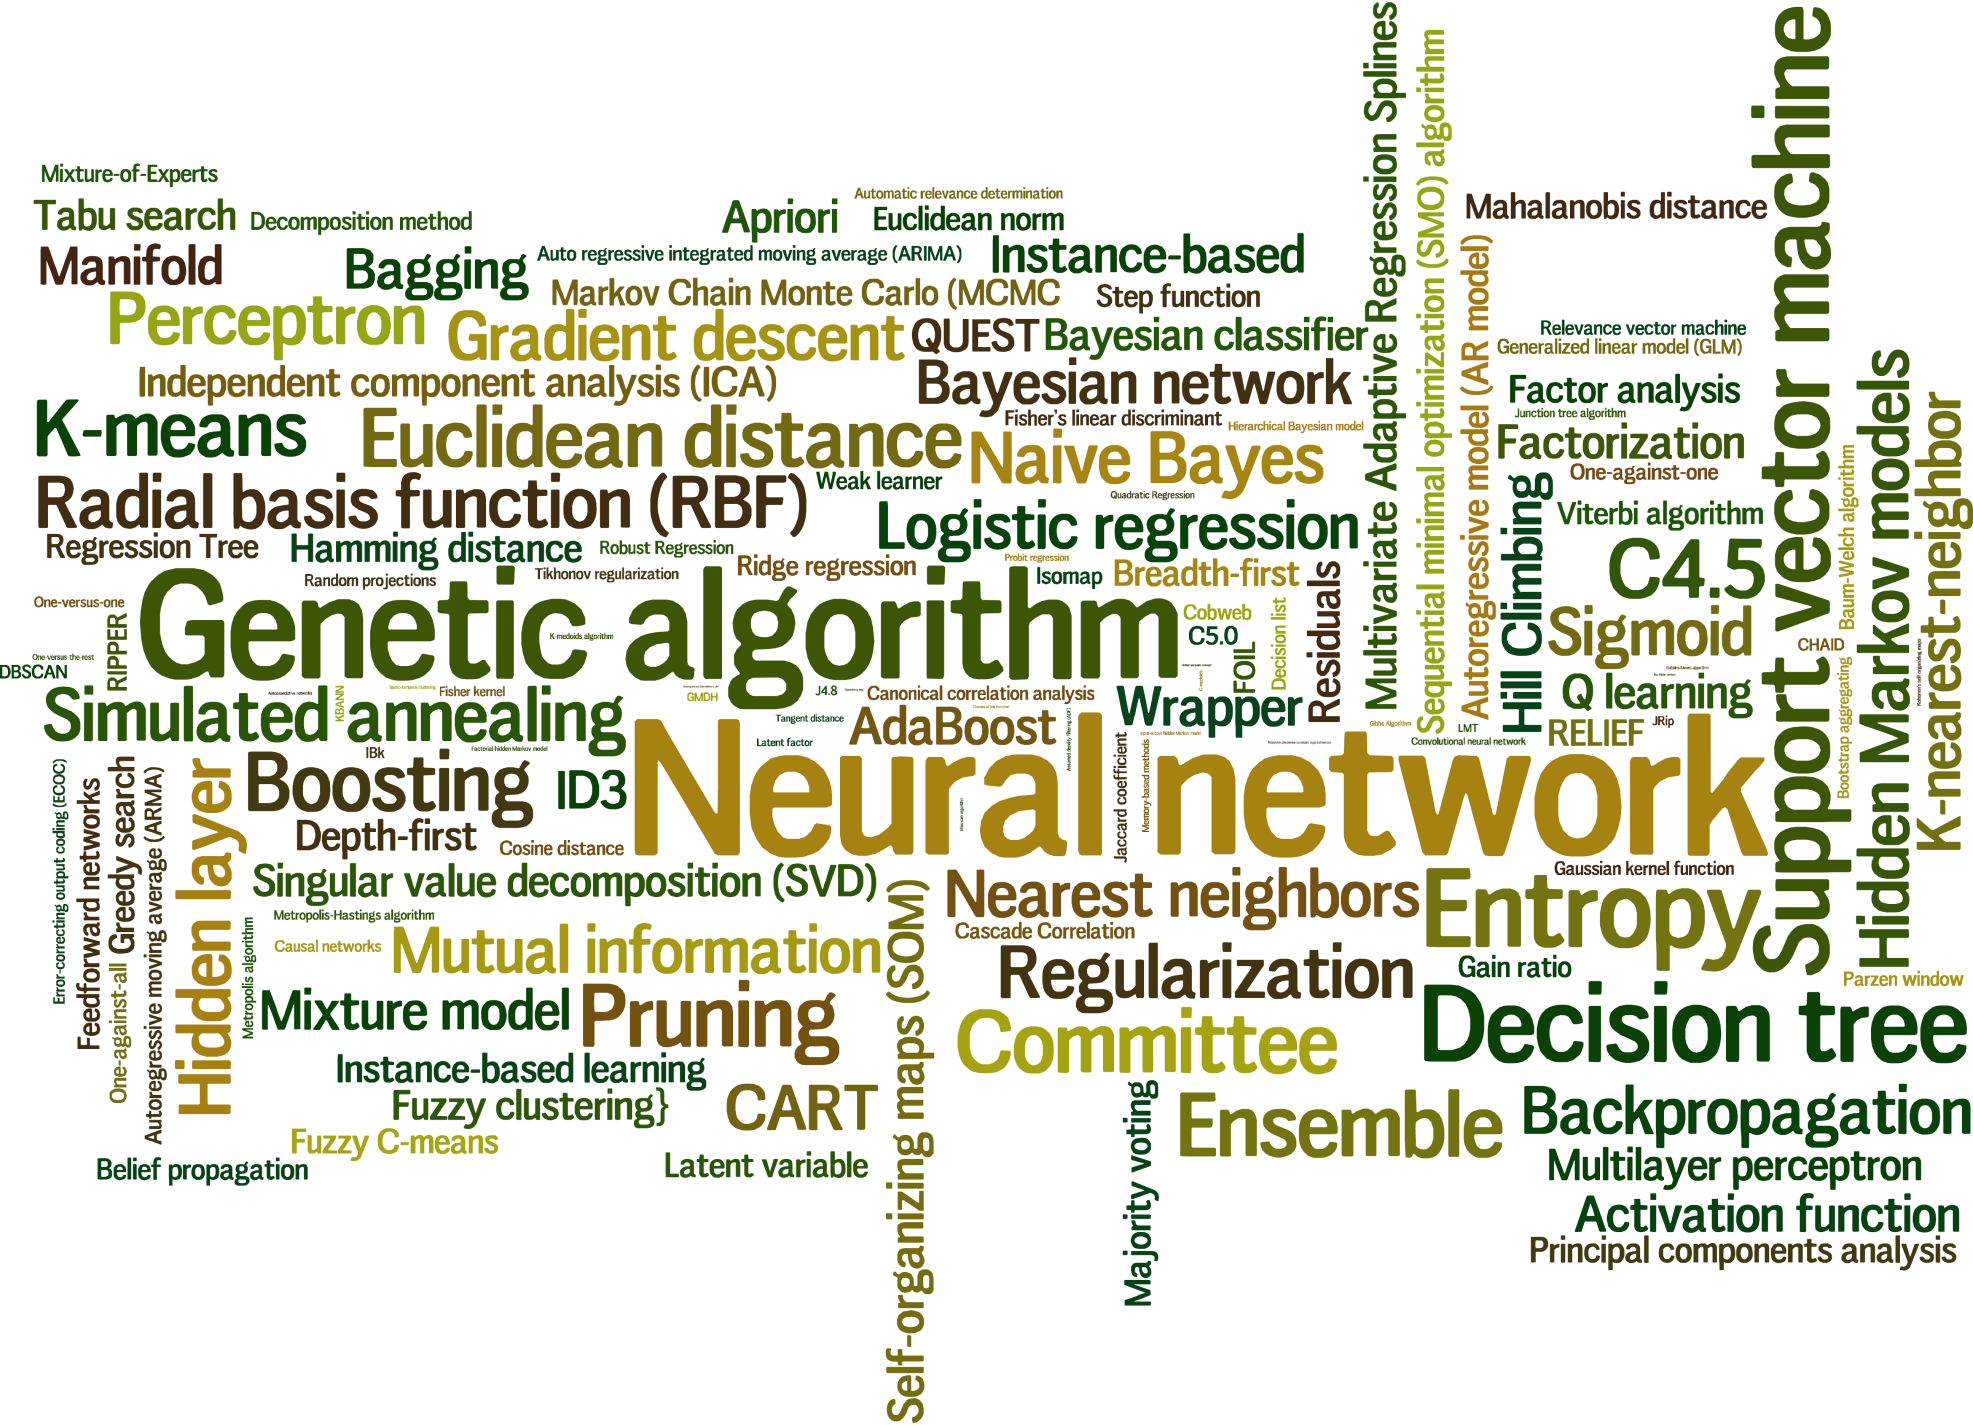 Mixture-of-Experts
Tabu search
Decomposition method
Manifold
Bagging
Apriori
Automatic relevance determination
Euclidean norm
Auto regressive integrated moving average (ARIMA)
Instance-based
Markov Chain Monte Carlo (MCMC
Step function
Perceptron
Gradient descent
QUEST
Bayesian classifier
Independent component analysis (ICA)
Bayesian network
K-means
Euclidean distance
Fisher's linear discriminant
Hierarchical Bayesian model
Naive Bayes
Radial basis function (RBF)
Weak learner
Quadratic Regression
Logistic regression
Regression Tree
Hamming distance
Robust Regression
Random projections
Tikhonov regularization
Ridge regression
Probit regression
Isomap
Breadth-first
One-versus-one
RIPPER
Genetic algorithm
K-medoids algorithm
Cobweb
C5.0
FOIL
Decision list
Residuals
One-versus-the-rest
DBSCAN
Multivariate Adaptive Regression Splines
Sequential minimal optimization (SMO) algorithm
Autoregressive model (AR model)
Mahalanobis distance
Relevance vector machine
Generalized linear model (GLM)
Factor analysis
Junction tree algorithm
Factorization
One-against-one
Hill Climbing
Viterbi algorithm
C4.5
Sigmoid
CHAID
Q learning
RELIEF
JRip
LMT
Gibbs Algorithm
Convolutional neural network
Support vector machine
Baum-Welch algorithm
Bootstrap aggregating
Hidden Markov models
K-nearest-neighbor
Simulated annealing
KBANN
Fisher kernel
GMDH
J4.8
Canonical correlation analysis
Wrapper
Tangent distance
AdaBoost
Latent factor
IBk
Factorial hidden Markov model
Boosting
ID3
Neural network
Jaccard coefficient
Memory-based methods
Depth-first
Cosine distance
Error-correcting output coding (ECOC)
Feedforward networks
Greedy search
One-against-all
Autoregressive moving average (ARMA)
Hidden layer
Metropolis algorithm
Singular value decomposition (SVD)
Metropolis-Hastings algorithm
Causal networks
Mutual information
Mixture model
Pruning
Instance-based learning
Fuzzy clustering}
CART
Fuzzy C-means
Belief propagation
Latent variable
Self-organizing maps (SOM)
Nearest neighbors
Cascade Correlation
Regularization
Committee
Majority voting
Ensemble
Gaussian kernel function
Entropy
Gain ratio
Parzen window
Decision tree
Backpropagation
Multilayer perceptron
Activation function
Principal components analysis